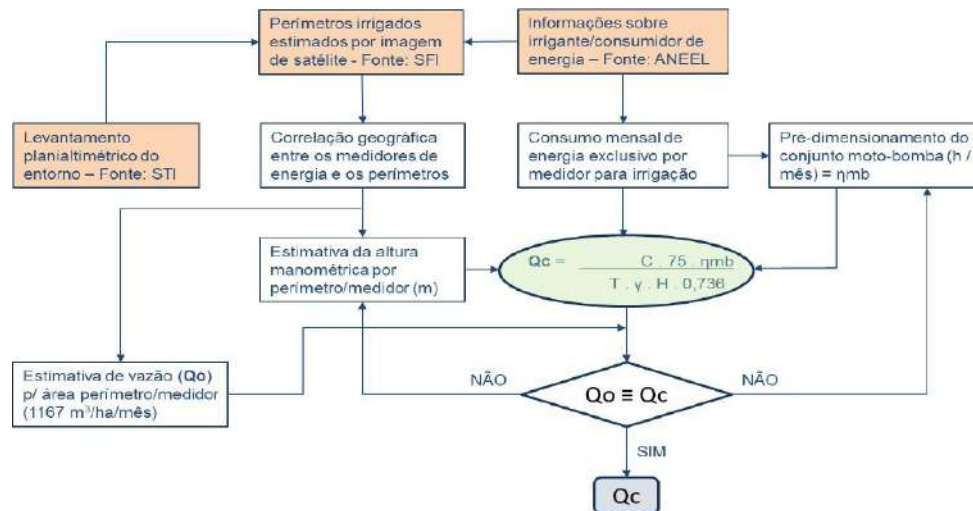 Perímetros irrigados
estimados por imagem
de satélite - Fonte: SFI
Informações sobre
irrigante/consumidor de
energia – Fonte: ANEEL
Levantamento
planialtimétrico do
entorno – Fonte: STI
Correlação geográfica
entre os medidores de
energia e os perímetros
Consumo mensal de
energia exclusivo por
medidor para irrigação
Pré-dimensionamento do
conjunto moto-bomba (h /
mês) = ηmb
Estimativa da altura
manométrica por
perímetro/medidor (m)
Qc = C . 75 . ηmb
T . γ . H . 0,736
Estimativa de vazão (Qo)
p/ área perímetro/medidor
(1167 m³/ha/mês)
NÃO
Qo ≡ Qc
NÃO
SIM
Qc